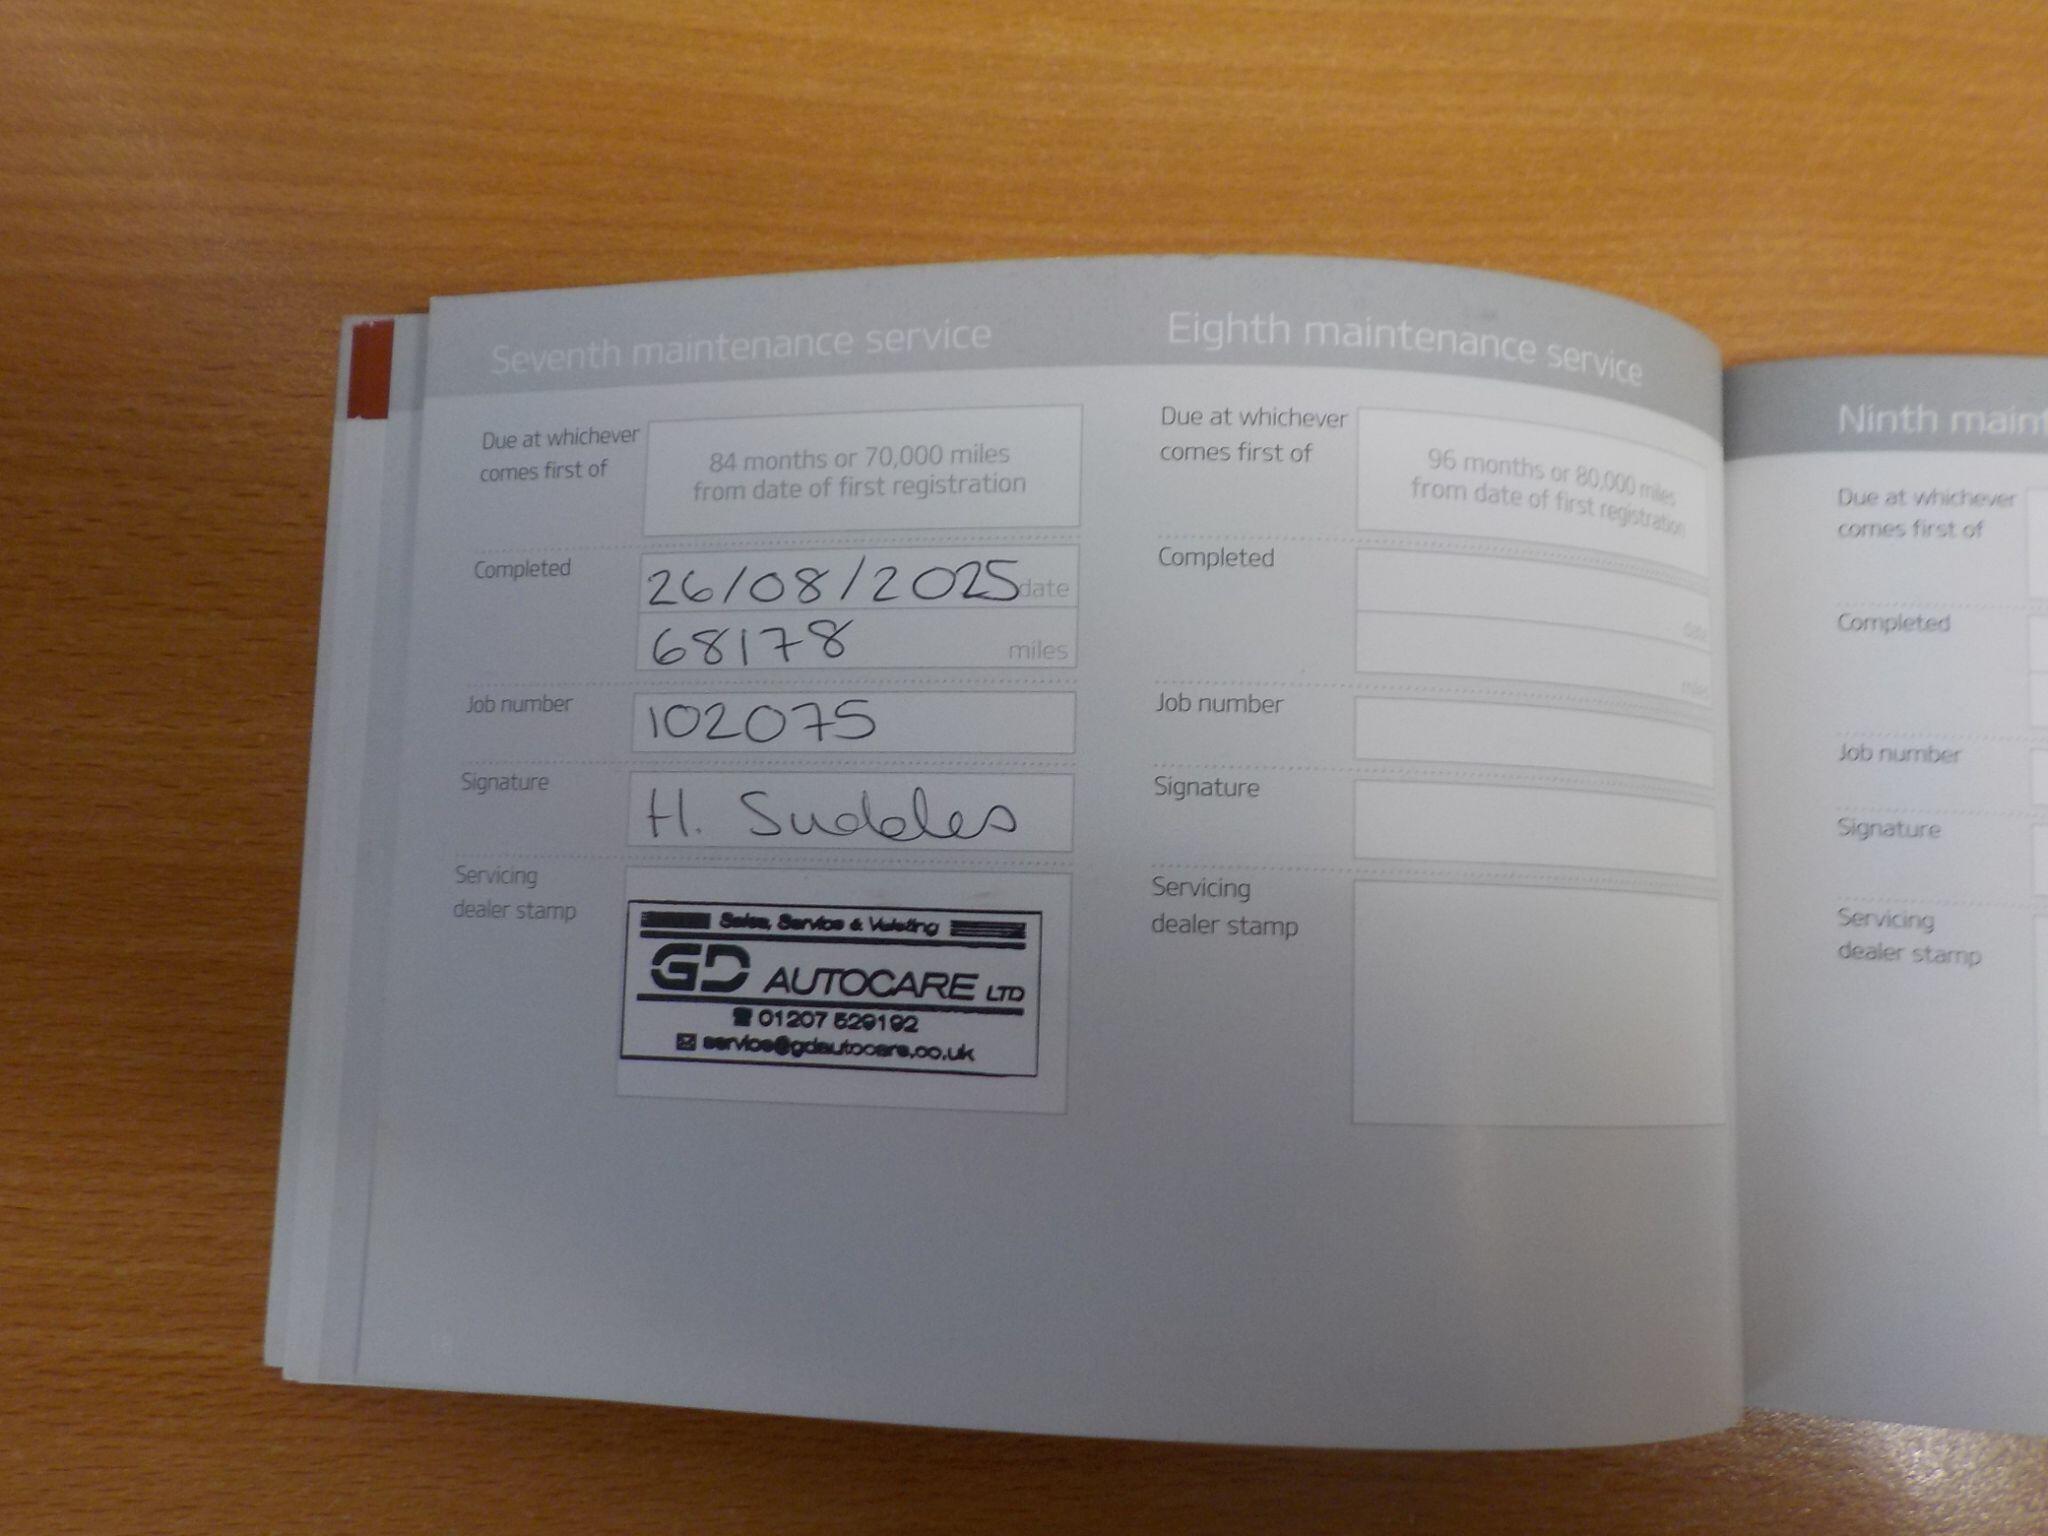 Seventh maintenance service
Due at whichever
comes first of
84 months or 70,000 miles
from date of first registration
Completed
26/08/2025 date
68178 miles
Job number
102075
Signature
H. Suddes
Servicing
dealer stamp
Sales, Service & Valeting
GD AUTOCARE LTD
01207 529192
service@gdautocare.co.uk
Eighth maintenance service
Due at whichever
comes first of
96 months or 80,000 miles
from date of first registration
Completed
date
miles
Job number
Signature
Servicing
dealer stamp
Ninth
Due at whichever
comes first of
Completed
Job number
Signature
Servicing
dealer stamp